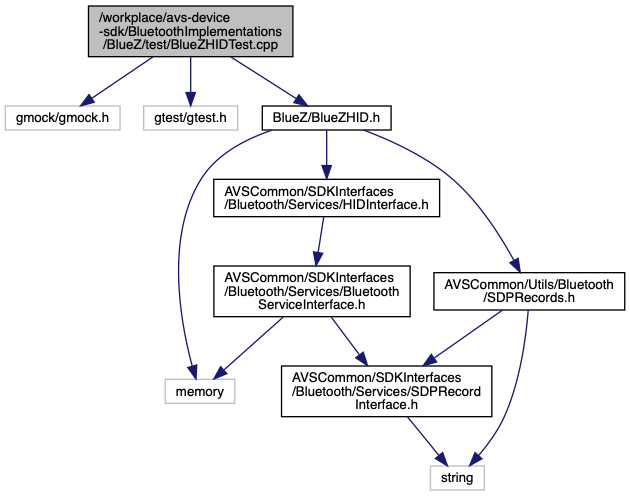 /workplace/avs-device
-sdk/BluetoothImplementations
/BlueZ/test/BlueZHIDTest.cpp
gmock/gmock.h
gtest/gtest.h
BlueZ/BlueZHID.h
AVSCommon/SDKInterfaces
/Bluetooth/Services/HIDInterface.h
AVSCommon/SDKInterfaces
/Bluetooth/Services/Bluetooth
ServiceInterface.h
AVSCommon/Utils/Bluetooth
/SDPRecords.h
memory
AVSCommon/SDKInterfaces
/Bluetooth/Services/SDPRecord
Interface.h
string